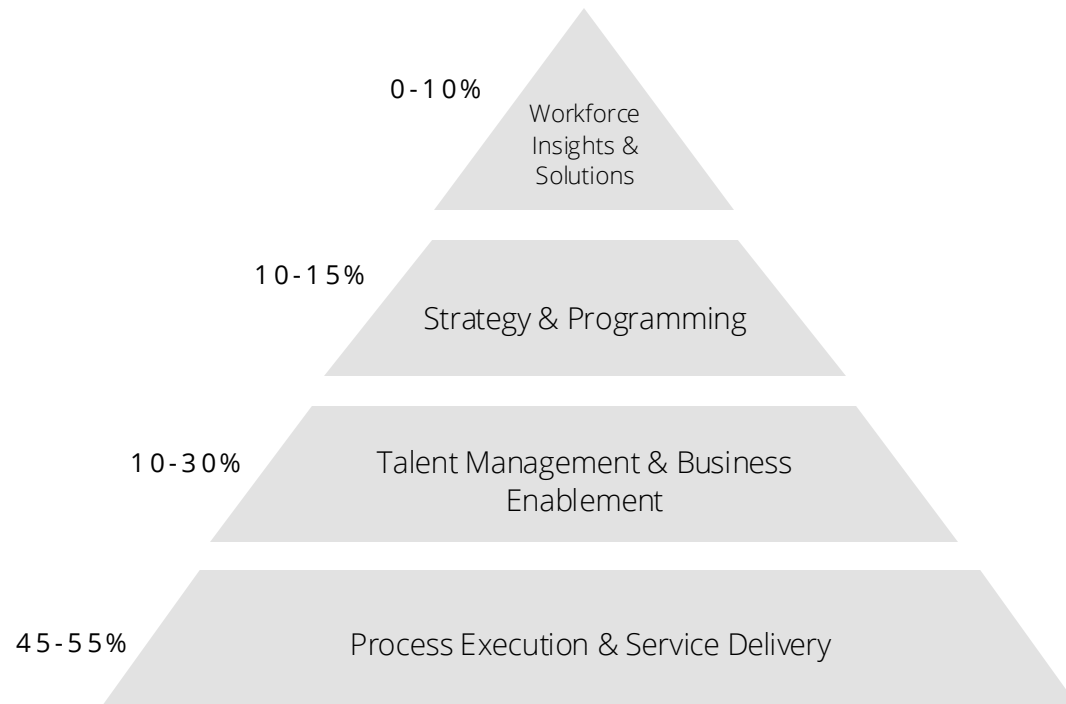 0-10%
Workforce
Insights &
Solutions
10-15%
Strategy & Programming
10-30%
Talent Management & Business
Enablement
45-55%
Process Execution & Service Delivery